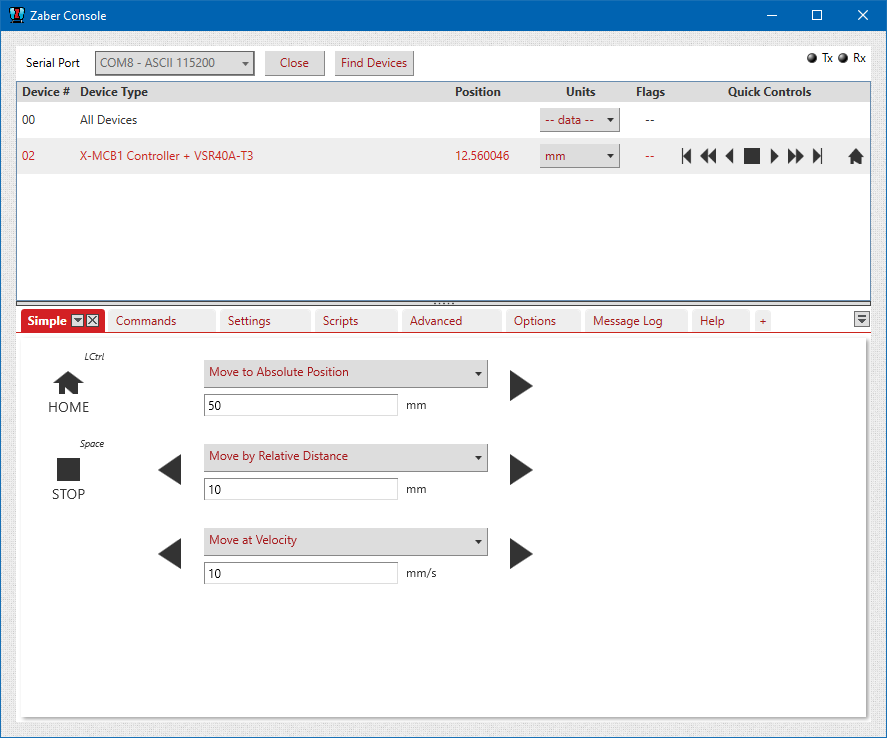 Zaber Console
Serial Port COM8 - ASCII 115200 Close Find Devices Tx Rx
Device # Device Type Position Units Flags Quick Controls
00 All Devices -- data -- --
02 X-MCB1 Controller + VSR40A-T3 12.560046 mm --
Simple Commands Settings Scripts Advanced Options Message Log Help +
LCtrl
HOME
Move to Absolute Position
50 mm
Space
STOP
Move by Relative Distance
10 mm
Move at Velocity
10 mm/s